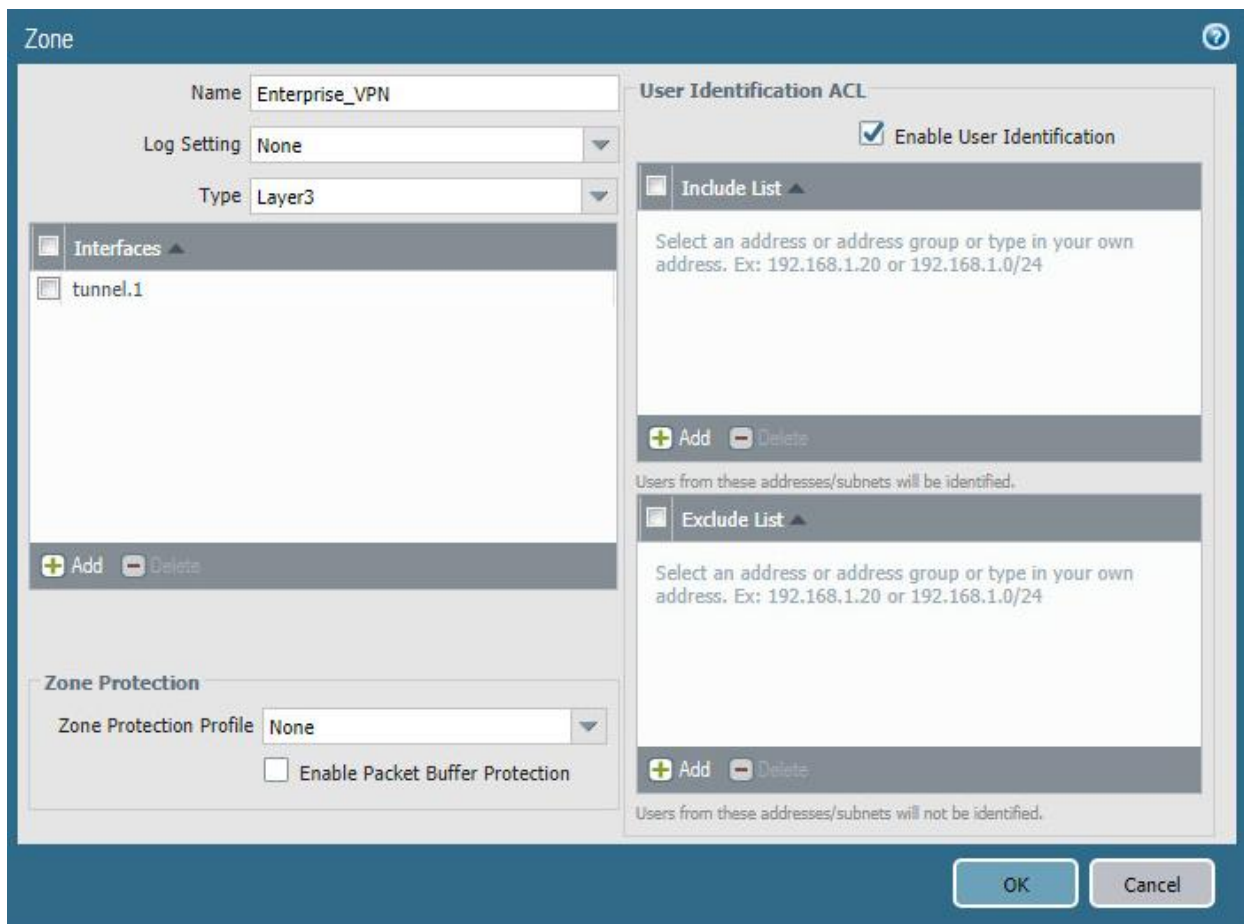 Zone
Name Enterprise_VPN
Log Setting None
Type Layer3
Interfaces
tunnel.1
Add Delete
Zone Protection
Zone Protection Profile None
Enable Packet Buffer Protection
User Identification ACL
Enable User Identification
Include List
Select an address or address group or type in your own
address. Ex: 192.168.1.20 or 192.168.1.0/24
Add Delete
Users from these addresses/subnets will be identified.
Exclude List
Select an address or address group or type in your own
address. Ex: 192.168.1.20 or 192.168.1.0/24
Add Delete
Users from these addresses/subnets will not be identified.
OK Cancel